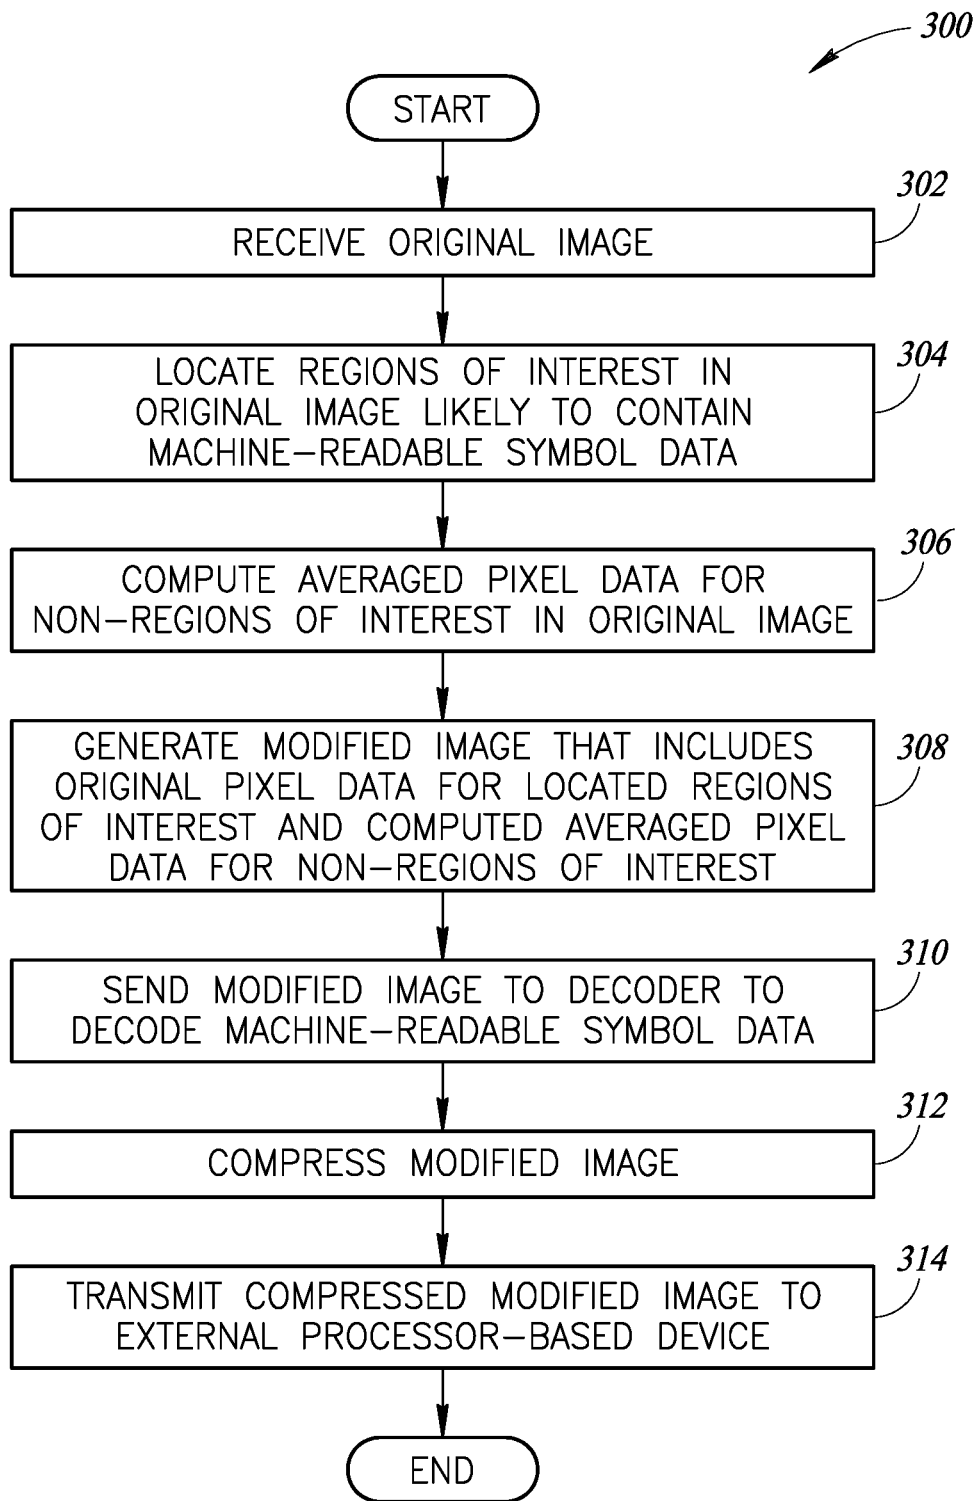 300
START
302
RECEIVE ORIGINAL IMAGE
304
LOCATE REGIONS OF INTEREST IN
ORIGINAL IMAGE LIKELY TO CONTAIN
MACHINE-READABLE SYMBOL DATA
306
COMPUTE AVERAGED PIXEL DATA FOR
NON-REGIONS OF INTEREST IN ORIGINAL IMAGE
308
GENERATE MODIFIED IMAGE THAT INCLUDES
ORIGINAL PIXEL DATA FOR LOCATED REGIONS
OF INTEREST AND COMPUTED AVERAGED PIXEL
DATA FOR NON-REGIONS OF INTEREST
310
SEND MODIFIED IMAGE TO DECODER TO
DECODE MACHINE-READABLE SYMBOL DATA
312
COMPRESS MODIFIED IMAGE
314
TRANSMIT COMPRESSED MODIFIED IMAGE TO
EXTERNAL PROCESSOR-BASED DEVICE
END